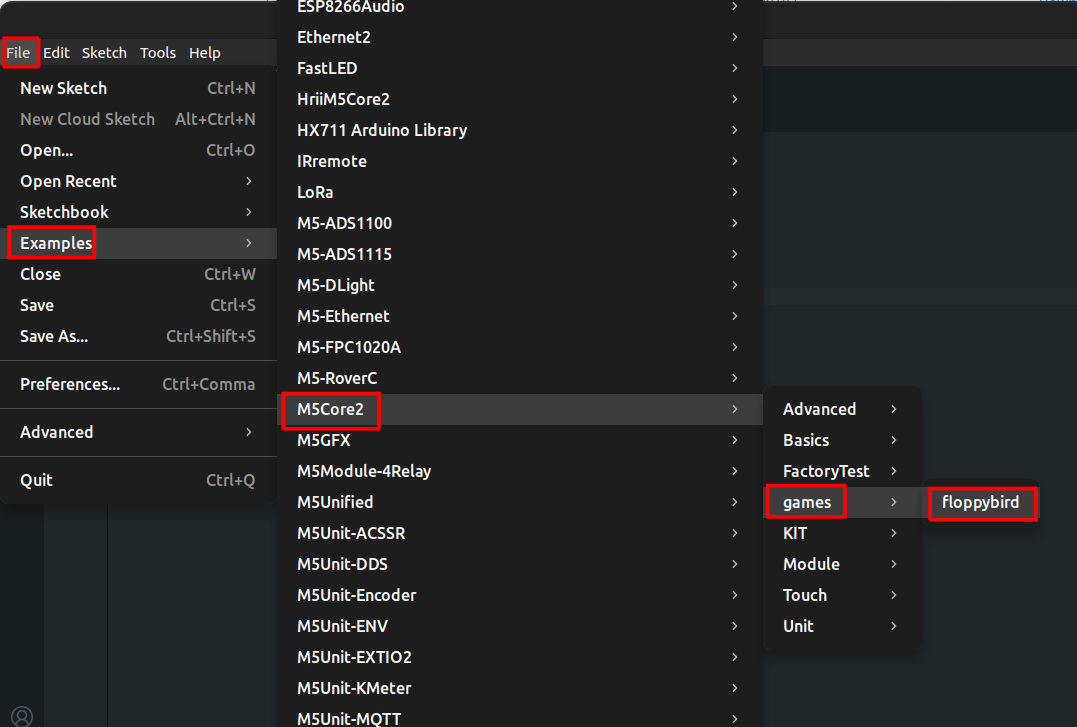 File Edit Sketch Tools Help
New Sketch Ctrl+N
New Cloud Sketch Alt+Ctrl+N
Open... Ctrl+O
Open Recent
Sketchbook
Examples
Close Ctrl+W
Save Ctrl+S
Save As... Ctrl+Shift+S
Preferences... Ctrl+Comma
Advanced
Quit Ctrl+Q
ESP8266Audio
Ethernet2
FastLED
HriiM5Core2
HX711 Arduino Library
IRremote
LoRa
M5-ADS1100
M5-ADS1115
M5-DLight
M5-Ethernet
M5-FPC1020A
M5-RoverC
M5Core2
M5GFX
M5Module-4Relay
M5Unified
M5Unit-ACSSR
M5Unit-DDS
M5Unit-Encoder
M5Unit-ENV
M5Unit-EXTIO2
M5Unit-KMeter
M5Unit-MQTT
Advanced
Basics
FactoryTest
games
KIT
Module
Touch
Unit
floppybird